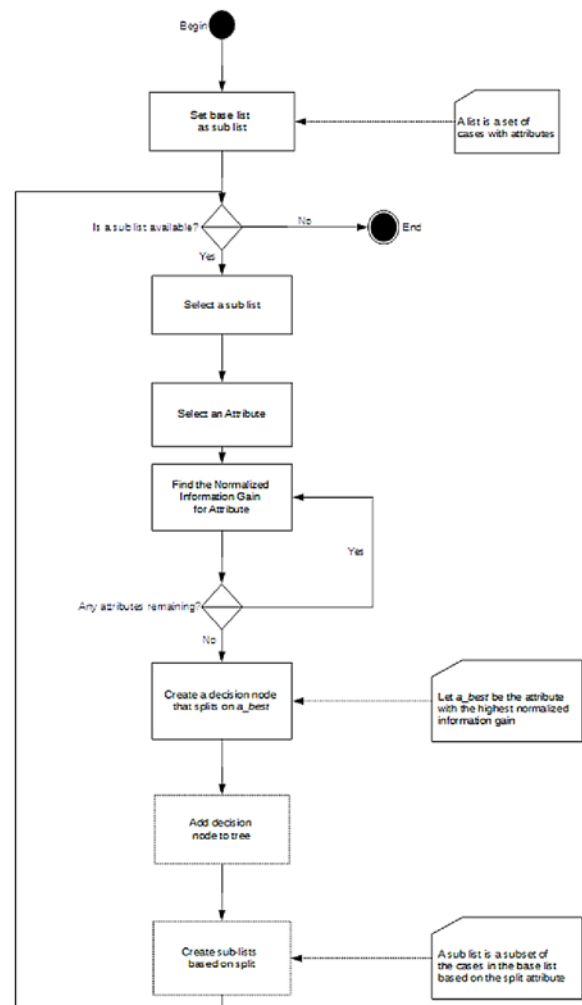 Begin
Set base list
as sub list
A list is a set of
cases with attributes
Is a sub list available?
No
End
Yes
Select a sub list
Select an Attribute
Find the Normalized
Information Gain
for Attribute
Yes
Any attributes remaining?
No
Create a decision node
that splits on a_best
Let a_best be the attribute
with the highest normalized
information gain
Add decision
node to tree
Create sub-lists
based on split
A sub list is a subset of
the cases in the base list
based on the split attribute